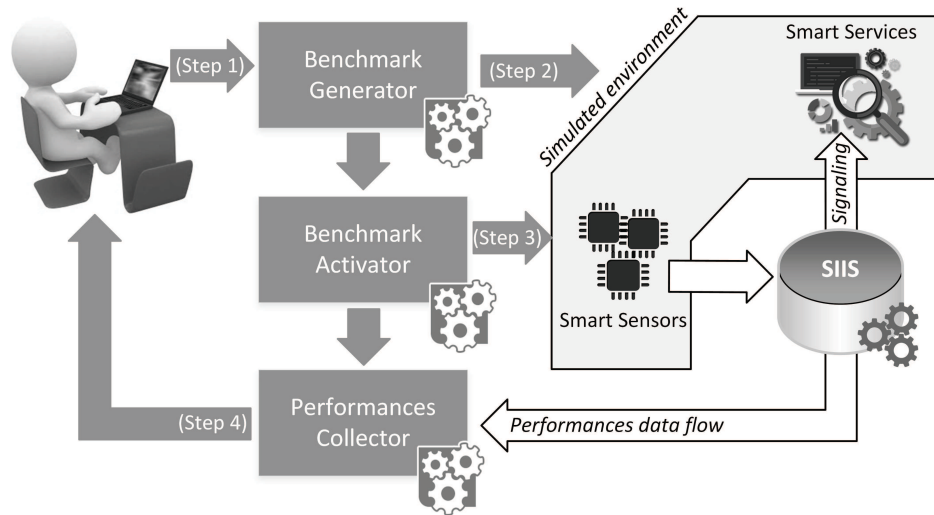 (Step 1)
Benchmark
Generator
(Step 2)
Simulated environment
Smart Services
Benchmark
Activator
(Step 3)
Smart Sensors
Signaling
SIIS
Performances
Collector
(Step 4)
Performances data flow